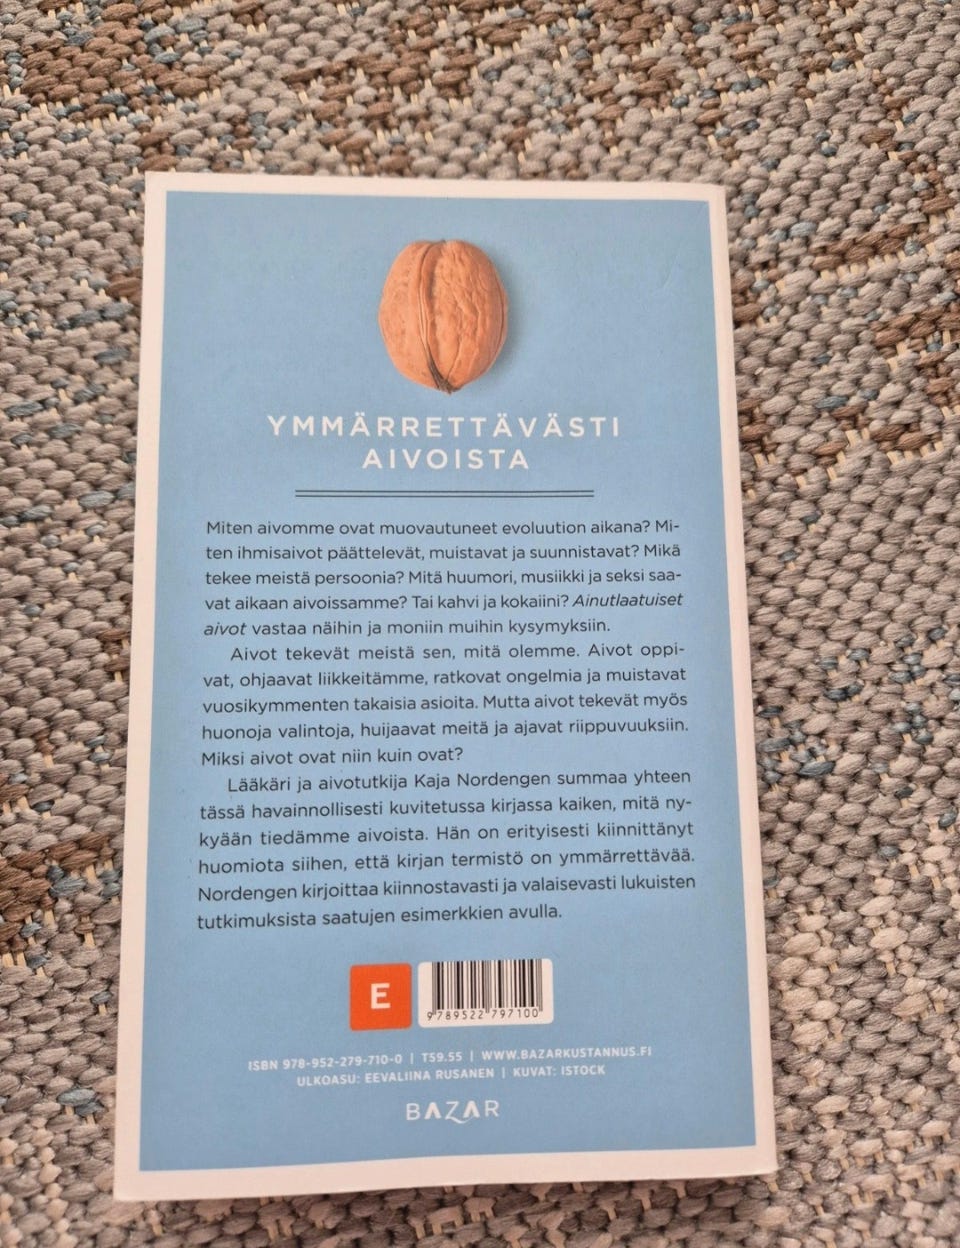 YMMÄRRETTÄVÄSTI
AIVOISTA
Miten aivomme ovat muovautuneet evoluution aikana? Mi-
ten ihmisaivot päättelevät, muistavat ja suunnistavat? Mikä
tekee meistä persoonia? Mitä huumori, musiikki ja seksi saa-
vat aikaan aivoissamme? Tai kahvi ja kokaiini? Ainutlaatuiset
aivot vastaa näihin ja moniin muihin kysymyksiin.
Aivot tekevät meistä sen, mitä olemme. Aivot oppi-
vat, ohjaavat liikkeitämme, ratkovat ongelmia ja muistavat
vuosikymmenten takaisia asioita. Mutta aivot tekevät myös
huonoja valintoja, huijaavat meitä ja ajavat riippuvuuksiin.
Miksi aivot ovat niin kuin ovat?
Lääkäri ja aivotutkija Kaja Nordengen summaa yhteen
tässä havainnollisesti kuvitetussa kirjassa kaiken, mitä ny-
kyään tiedämme aivoista. Hän on erityisesti kiinnittänyt
huomiota siihen, että kirjan termistö on ymmärrettävää.
Nordengen kirjoittaa kiinnostavasti ja valaisevasti lukuisten
tutkimuksista saatujen esimerkkien avulla.
E
9 789522 797100
ISBN 978-952-279-710-0 | T59.55 | WWW.BAZARKUSTANNUS.FI
ULKOASU: EEVALIINA RUSANEN | KUVAT: ISTOCK
BAZAR